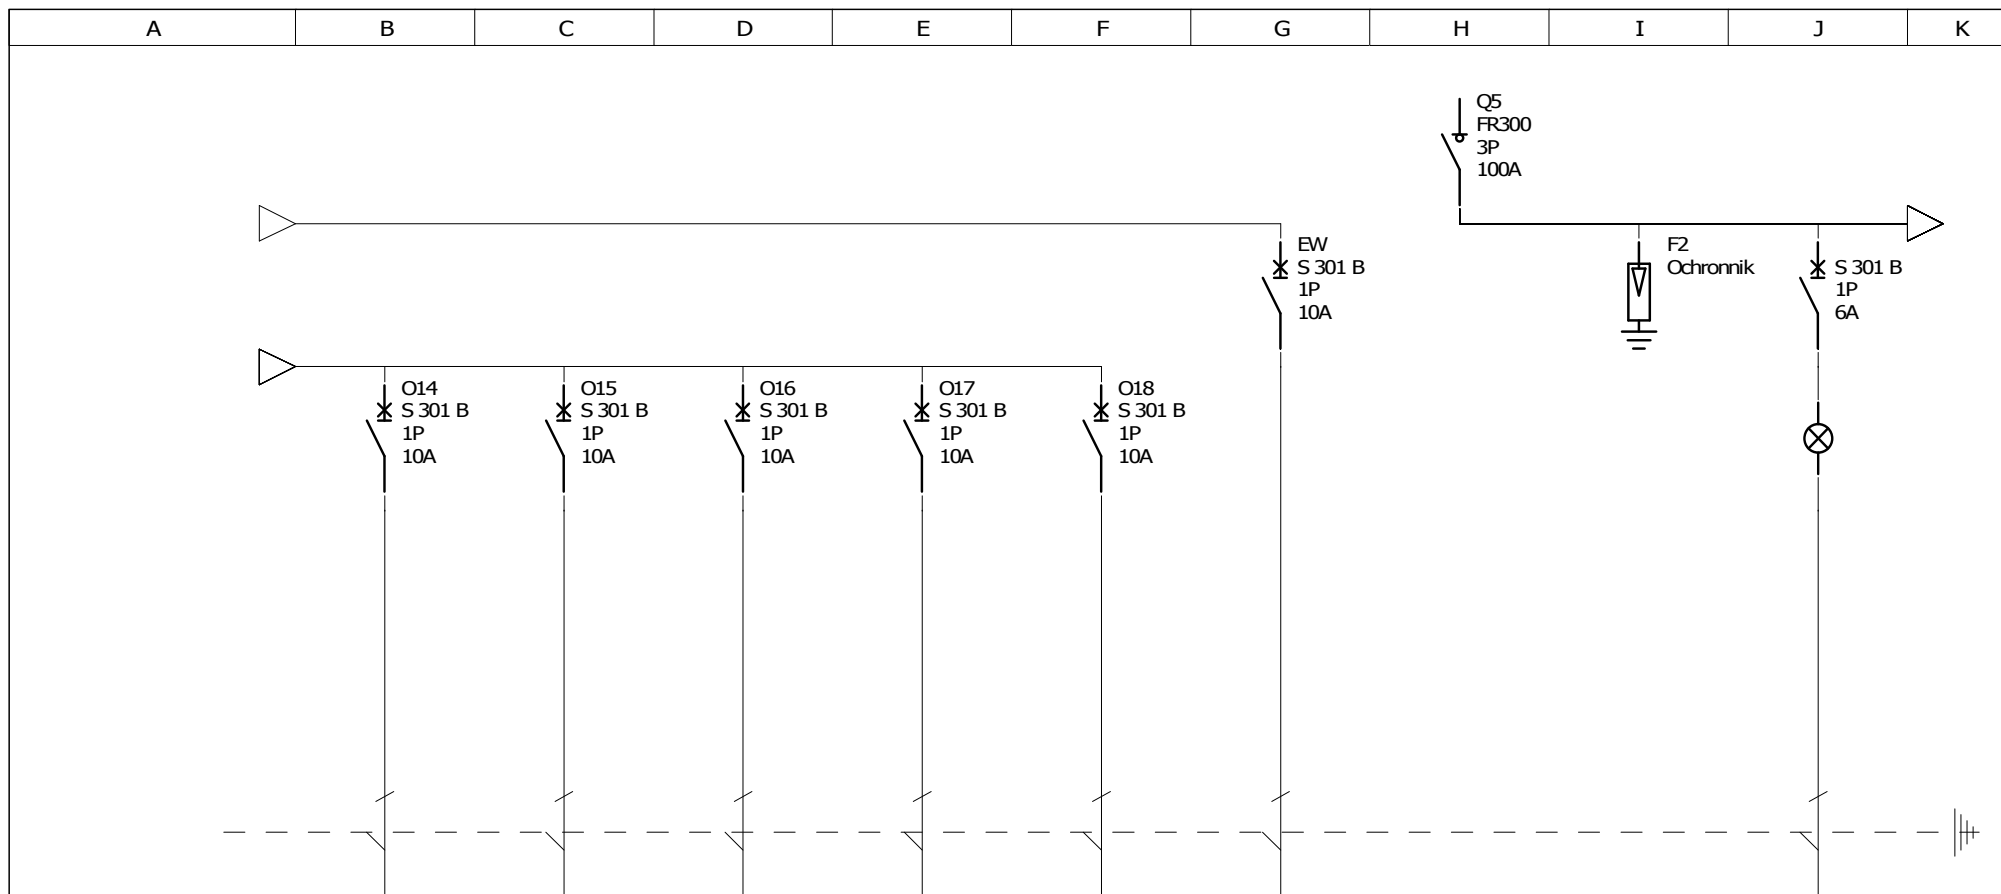 A B C D E F G H I J K
Q5
FR300
3P
100A
EW
S 301 B
1P
10A
F2
Ochronnik
S 301 B
1P
6A
O14
S 301 B
1P
10A
O15
S 301 B
1P
10A
O16
S 301 B
1P
10A
O17
S 301 B
1P
10A
O18
S 301 B
1P
10A